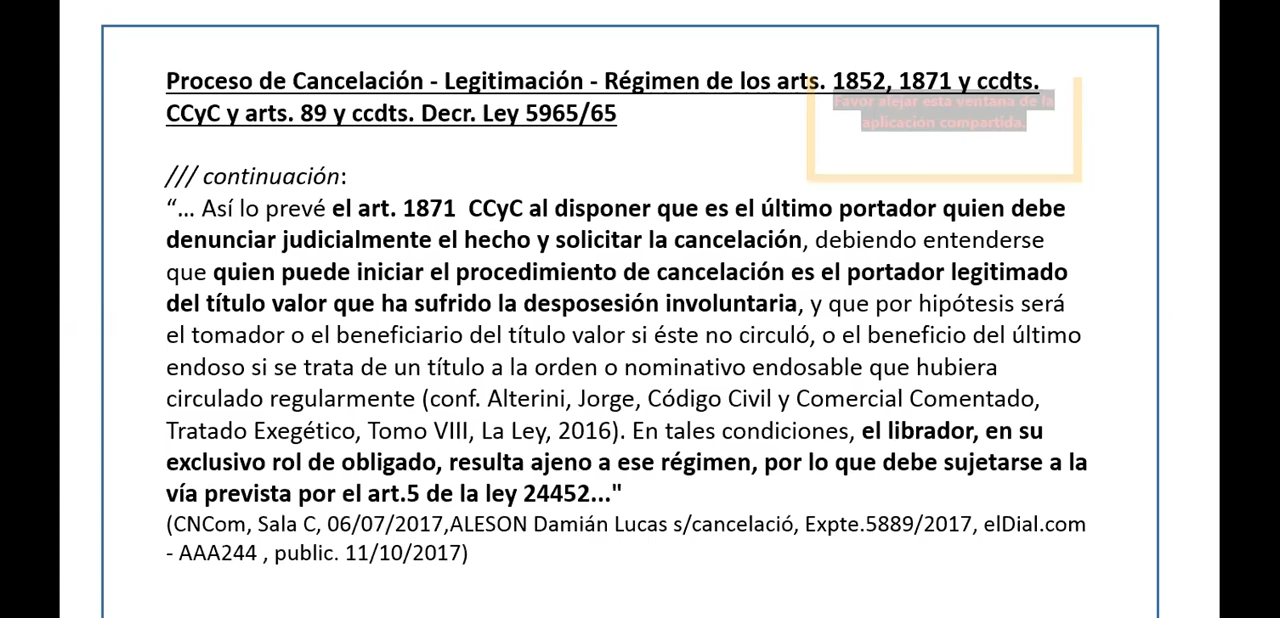 Proceso de Cancelación - Legitimación - Régimen de los arts. 1852, 1871 y ccdts.
CCyC y arts. 89 y ccdts. Decr. Ley 5965/65
Favor alejar esta ventana de la
aplicación compartida.
/// continuación:
“... Así lo prevé el art. 1871  CCyC al disponer que es el último portador quien debe
denunciar judicialmente el hecho y solicitar la cancelación, debiendo entenderse
que quien puede iniciar el procedimiento de cancelación es el portador legitimado
del título valor que ha sufrido la desposesión involuntaria, y que por hipótesis será
el tomador o el beneficiario del título valor si éste no circuló, o el beneficio del último
endoso si se trata de un título a la orden o nominativo endosable que hubiera
circulado regularmente (conf. Alterini, Jorge, Código Civil y Comercial Comentado,
Tratado Exegético, Tomo VIII, La Ley, 2016). En tales condiciones, el librador, en su
exclusivo rol de obligado, resulta ajeno a ese régimen, por lo que debe sujetarse a la
vía prevista por el art.5 de la ley 24452..."
(CNCom, Sala C, 06/07/2017,ALESON Damián Lucas s/cancelació, Expte.5889/2017, elDial.com
- AAA244 , public. 11/10/2017)